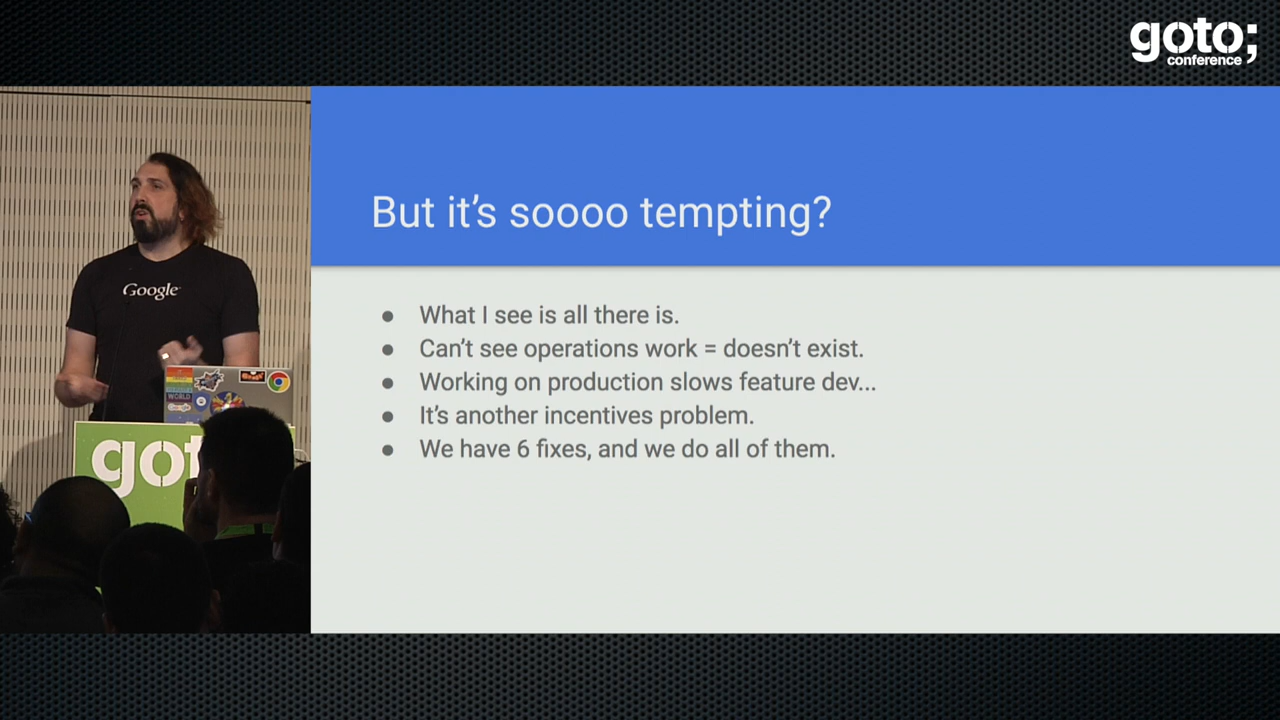 goto;
conference
But it's soooo tempting?
Google
● What I see is all there is.
● Can't see operations work = doesn't exist.
● Working on production slows feature dev...
● It's another incentives problem.
● We have 6 fixes, and we do all of them.
WORLD
got